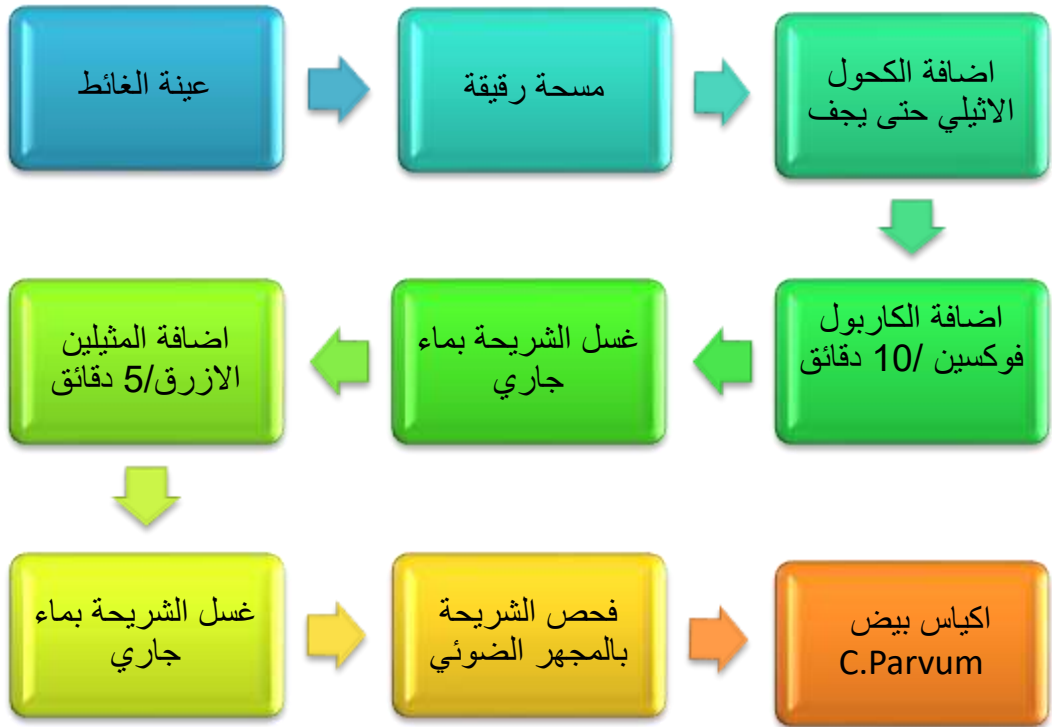 عينة الغائط
مسحة رقيقة
اضافة الكحول
الاثيلي حتى يجف
اضافة الكاربول
فوكسين /10 دقائق
غسل الشريحة بماء
جاري
اضافة المثيلين
الازرق/5 دقائق
غسل الشريحة بماء
جاري
فحص الشريحة
بالمجهر الضوئي
اكياس بيض
C.Parvum